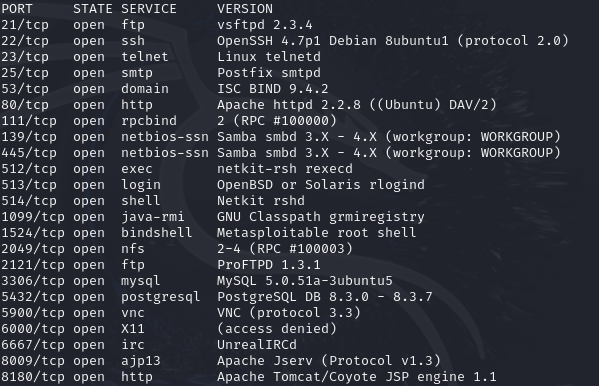 PORT     STATE SERVICE     VERSION
21/tcp   open  ftp         vsftpd 2.3.4
22/tcp   open  ssh         OpenSSH 4.7p1 Debian 8ubuntu1 (protocol 2.0)
23/tcp   open  telnet      Linux telnetd
25/tcp   open  smtp        Postfix smtpd
53/tcp   open  domain      ISC BIND 9.4.2
80/tcp   open  http        Apache httpd 2.2.8 ((Ubuntu) DAV/2)
111/tcp  open  rpcbind     2 (RPC #100000)
139/tcp  open  netbios-ssn Samba smbd 3.X - 4.X (workgroup: WORKGROUP)
445/tcp  open  netbios-ssn Samba smbd 3.X - 4.X (workgroup: WORKGROUP)
512/tcp  open  exec        netkit-rsh rexecd
513/tcp  open  login       OpenBSD or Solaris rlogind
514/tcp  open  shell       Netkit rshd
1099/tcp open  java-rmi    GNU Classpath grmiregistry
1524/tcp open  bindshell   Metasploitable root shell
2049/tcp open  nfs         2-4 (RPC #100003)
2121/tcp open  ftp         ProFTPD 1.3.1
3306/tcp open  mysql       MySQL 5.0.51a-3ubuntu5
5432/tcp open  postgresql  PostgreSQL DB 8.3.0 - 8.3.7
5900/tcp open  vnc         VNC (protocol 3.3)
6000/tcp open  X11         (access denied)
6667/tcp open  irc         UnrealIRCd
8009/tcp open  ajp13       Apache Jserv (Protocol v1.3)
8180/tcp open  http        Apache Tomcat/Coyote JSP engine 1.1